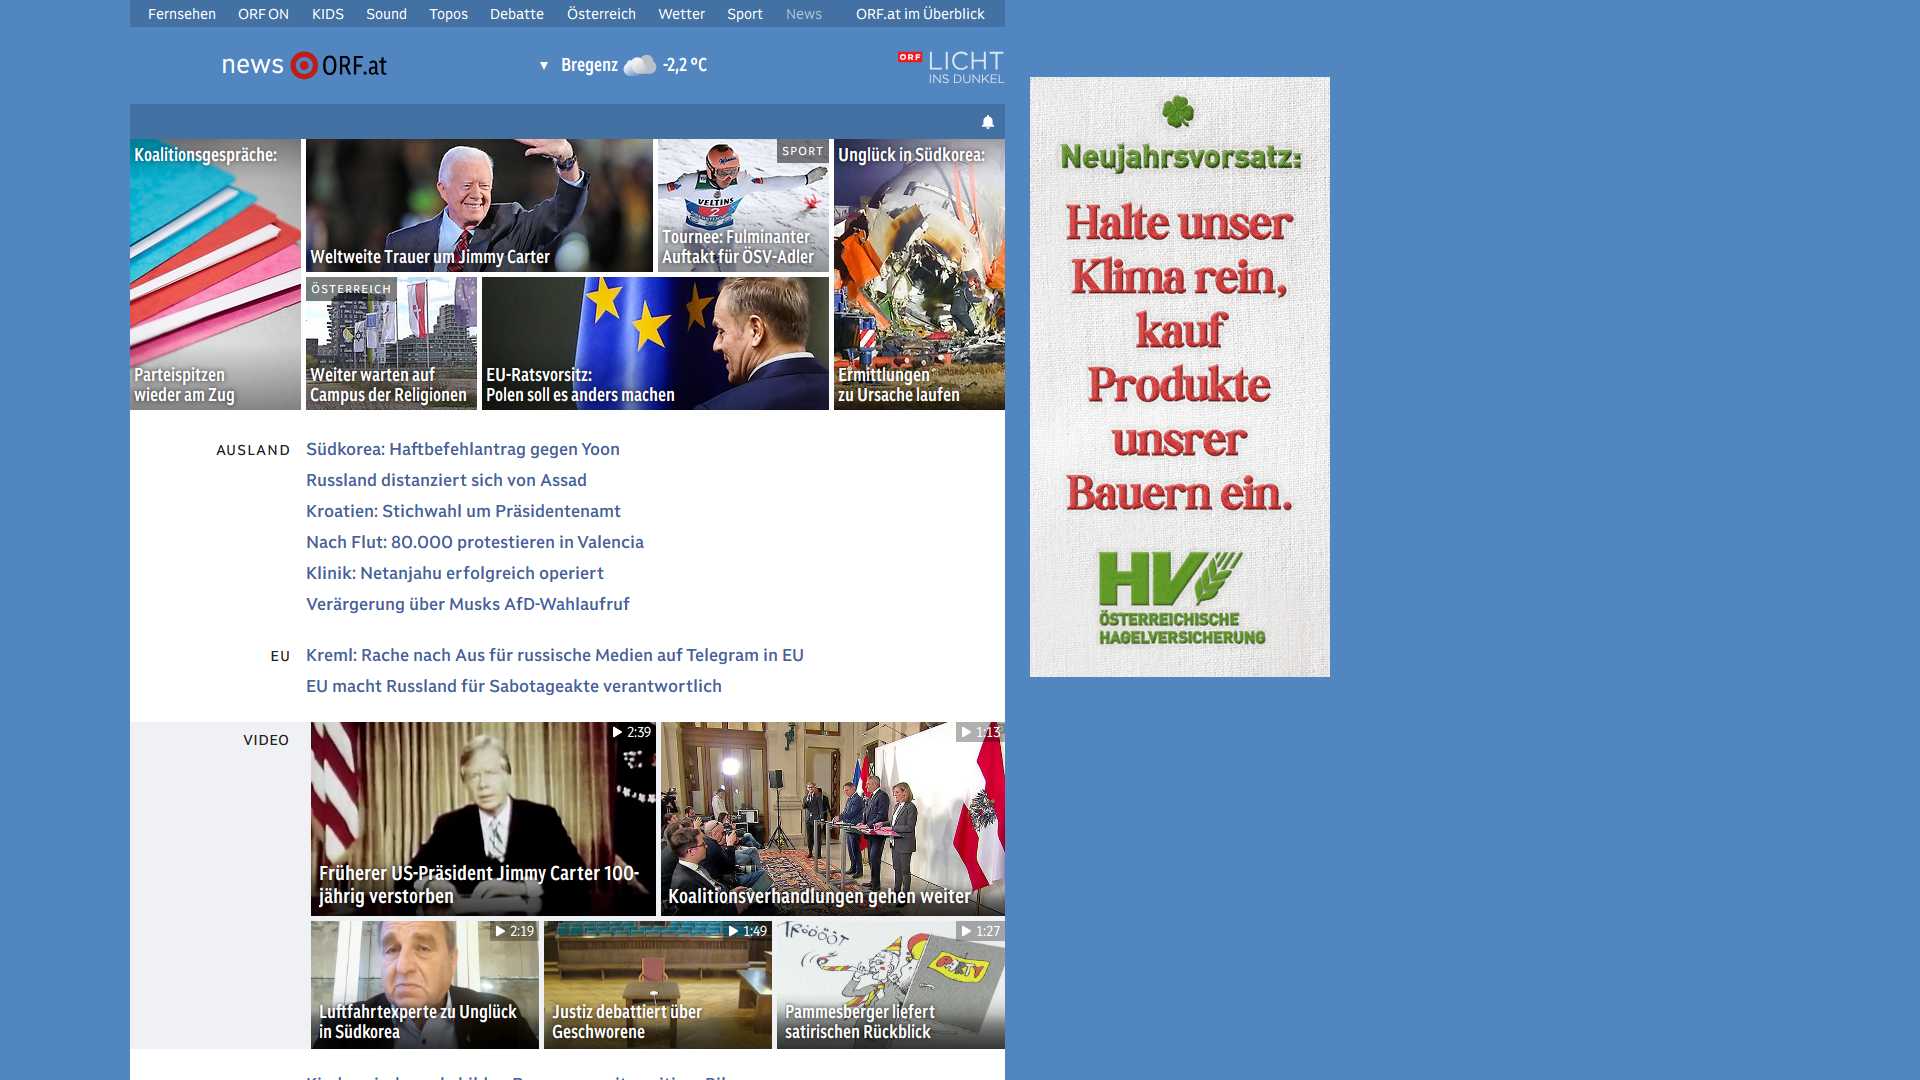 Fernsehen ORF ON KIDS Sound Topos Debatte Österreich Wetter Sport News ORF.at im Überblick
news ORF.at
▼ Bregenz -2,2 °C
ORF LICHT
INS DUNKEL
Koalitionsgespräche:
Parteispitzen
wieder am Zug
Weltweite Trauer um Jimmy Carter
SPORT
VELTINS
2
Tournee: Fulminanter
Auftakt für ÖSV-Adler
Unglück in Südkorea:
Ermittlungen
zu Ursache laufen
ÖSTERREICH
Weiter warten auf
Campus der Religionen
EU-Ratsvorsitz:
Polen soll es anders machen
AUSLAND
Südkorea: Haftbefehlantrag gegen Yoon
Russland distanziert sich von Assad
Kroatien: Stichwahl um Präsidentenamt
Nach Flut: 80.000 protestieren in Valencia
Klinik: Netanjahu erfolgreich operiert
Verärgerung über Musks AfD-Wahlaufruf
EU
Kreml: Rache nach Aus für russische Medien auf Telegram in EU
EU macht Russland für Sabotageakte verantwortlich
VIDEO
2:39
Früherer US-Präsident Jimmy Carter 100-
jährig verstorben
1:13
Koalitionsverhandlungen gehen weiter
2:19
Luftfahrtexperte zu Unglück
in Südkorea
1:49
Justiz debattiert über
Geschworene
1:27
TRÖÖÖÖT
PARTY
Pammesberger liefert
satirischen Rückblick
Neujahrsvorsatz:
Halte unser
Klima rein,
kauf
Produkte
unsrer
Bauern ein.
HV
ÖSTERREICHISCHE
HAGELVERSICHERUNG